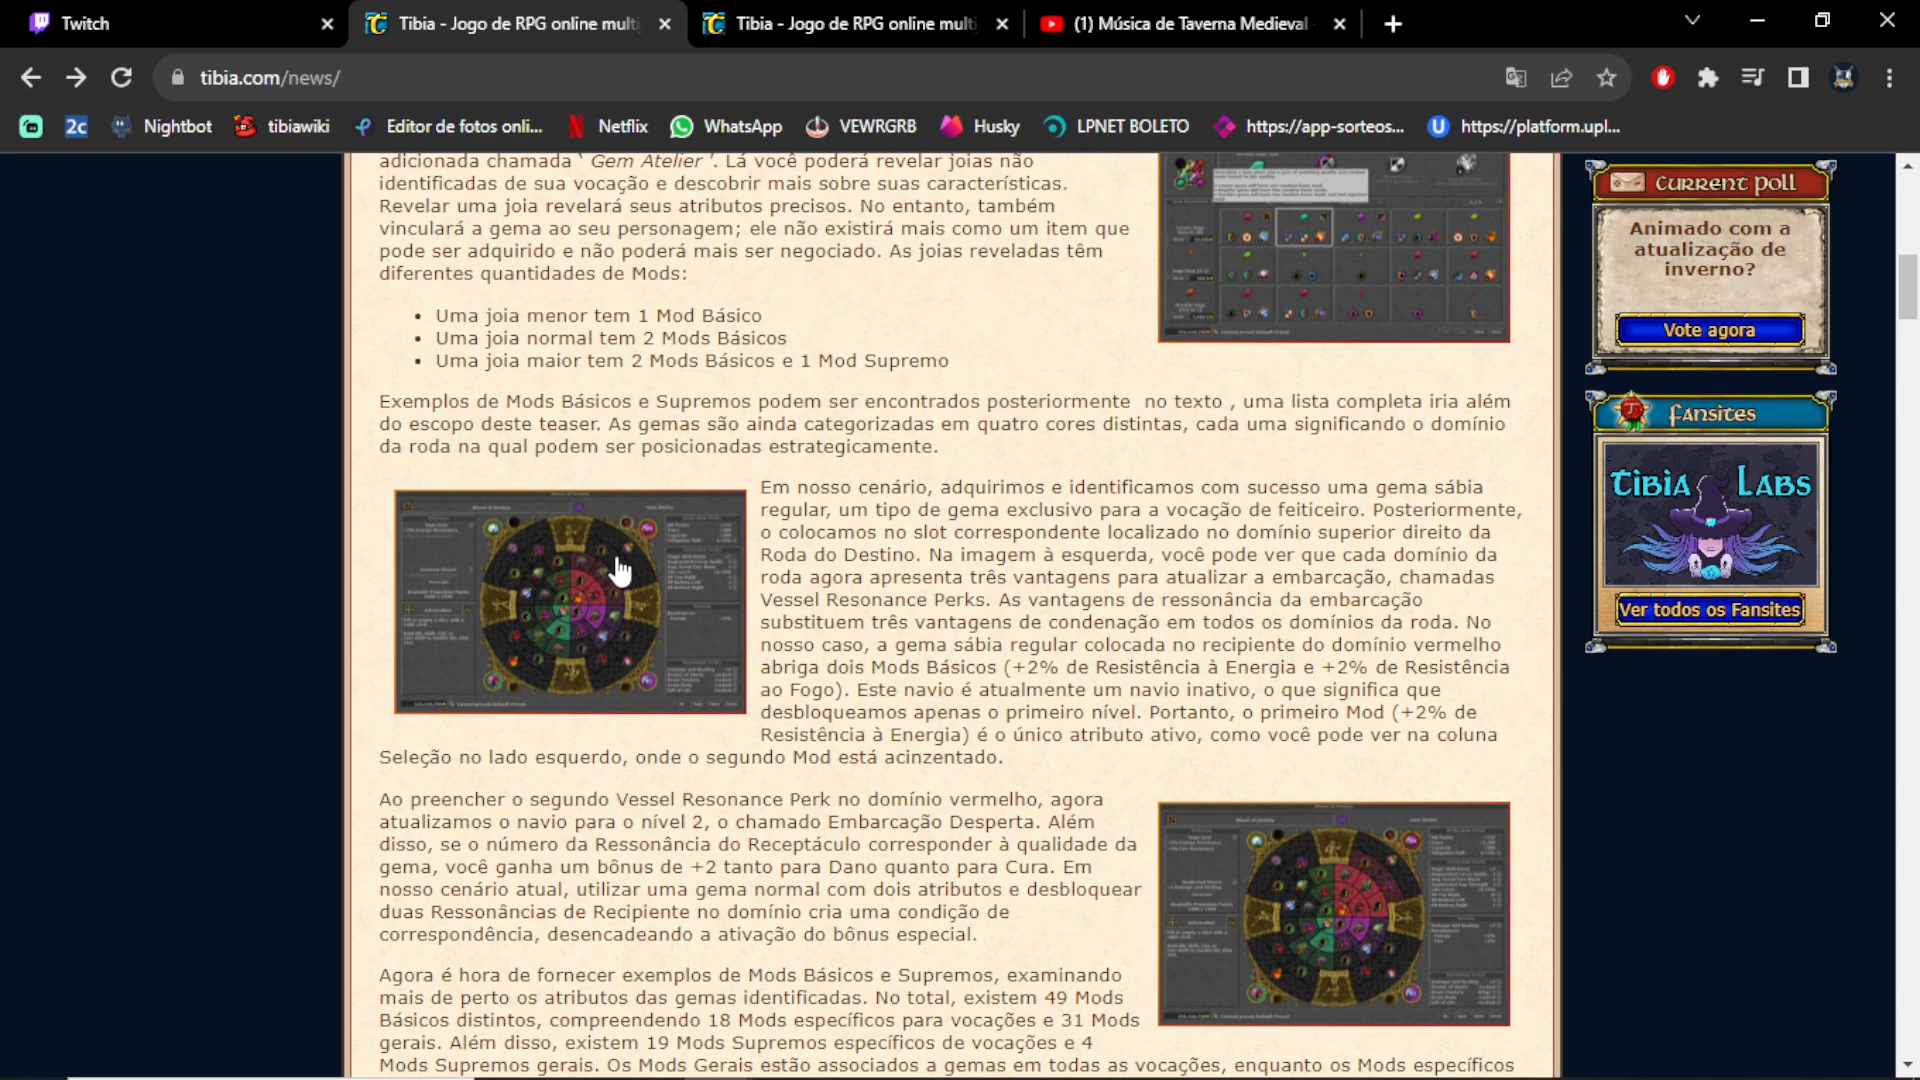 Twitch
Tibia - Jogo de RPG online mult
Tibia - Jogo de RPG online mult
(1) Música de Taverna Medieval
tibia.com/news/
2c
Nightbot
tibiawiki
Editor de fotos onli...
Netflix
WhatsApp
VEWRGRB
Husky
LPNET BOLETO
https://app-sorteos...
https://platform.upl...
adicionada chamada ' Gem Atelier '. Lá você poderá revelar joias não
identificadas de sua vocação e descobrir mais sobre suas características.
Revelar uma joia revelará seus atributos precisos. No entanto, também
vinculará a gema ao seu personagem; ele não existirá mais como um item que
pode ser adquirido e não poderá mais ser negociado. As joias reveladas têm
diferentes quantidades de Mods:
• Uma joia menor tem 1 Mod Básico
• Uma joia normal tem 2 Mods Básicos
• Uma joia maior tem 2 Mods Básicos e 1 Mod Supremo
Exemplos de Mods Básicos e Supremos podem ser encontrados posteriormente no texto , uma lista completa iria além
do escopo deste teaser. As gemas são ainda categorizadas em quatro cores distintas, cada uma significando o domínio
da roda na qual podem ser posicionadas estrategicamente.
Em nosso cenário, adquirimos e identificamos com sucesso uma gema sábia
regular, um tipo de gema exclusivo para a vocação de feiticeiro. Posteriormente,
o colocamos no slot correspondente localizado no domínio superior direito da
Roda do Destino. Na imagem à esquerda, você pode ver que cada domínio da
roda agora apresenta três vantagens para atualizar a embarcação, chamadas
Vessel Resonance Perks. As vantagens de ressonância da embarcação
substituem três vantagens de condenação em todos os domínios da roda. No
nosso caso, a gema sábia regular colocada no recipiente do domínio vermelho
abriga dois Mods Básicos (+2% de Resistência à Energia e +2% de Resistência
ao Fogo). Este navio é atualmente um navio inativo, o que significa que
desbloqueamos apenas o primeiro nível. Portanto, o primeiro Mod (+2% de
Resistência à Energia) é o único atributo ativo, como você pode ver na coluna
Seleção no lado esquerdo, onde o segundo Mod está acinzentado.
Ao preencher o segundo Vessel Resonance Perk no domínio vermelho, agora
atualizamos o navio para o nível 2, o chamado Embarcação Desperta. Além
disso, se o número da Ressonância do Receptáculo corresponder à qualidade da
gema, você ganha um bônus de +2 tanto para Dano quanto para Cura. Em
nosso cenário atual, utilizar uma gema normal com dois atributos e desbloquear
duas Ressonâncias de Recipiente no domínio cria uma condição de
correspondência, desencadeando a ativação do bônus especial.
Agora é hora de fornecer exemplos de Mods Básicos e Supremos, examinando
mais de perto os atributos das gemas identificadas. No total, existem 49 Mods
Básicos distintos, compreendendo 18 Mods específicos para vocações e 31 Mods
gerais. Além disso, existem 19 Mods Supremos específicos de vocações e 4
Mods Supremos gerais. Os Mods Gerais estão associados a gemas em todas as vocações, enquanto os Mods específicos
Current Poll
Animado com a
atualização de
inverno?
Vote agora
Fansites
Tibia Labs
Ver todos os Fansites